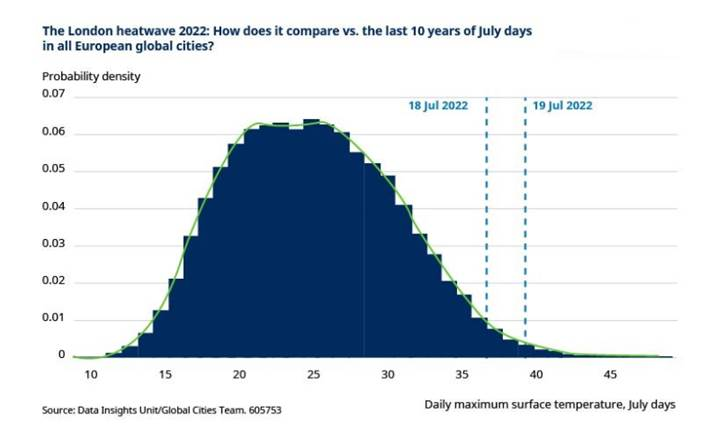 The London heatwave 2022: How does it compare vs. the last 10 years of July days
in all European global cities?
Probability density
0.07
18 Jul 2022
19 Jul 2022
0.06
0.05
0.04
0.03
0.02
0.01
0
10 15 20 25 30 35 40 45
Daily maximum surface temperature, July days
Source: Data Insights Unit/Global Cities Team. 605753